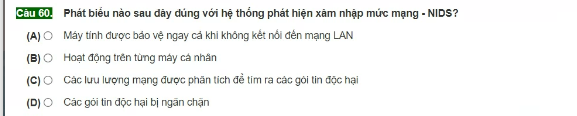 Câu 60. Phát biểu nào sau đây đúng với hệ thống phát hiện xâm nhập mức mạng - NIDS?
(A) Máy tính được bảo vệ ngay cả khi không kết nối đến mạng LAN
(B) Hoạt động trên từng máy cá nhân
(C) Các lưu lượng mạng được phân tích để tìm ra các gói tin độc hại
(D) Các gói tin độc hại bị ngăn chặn